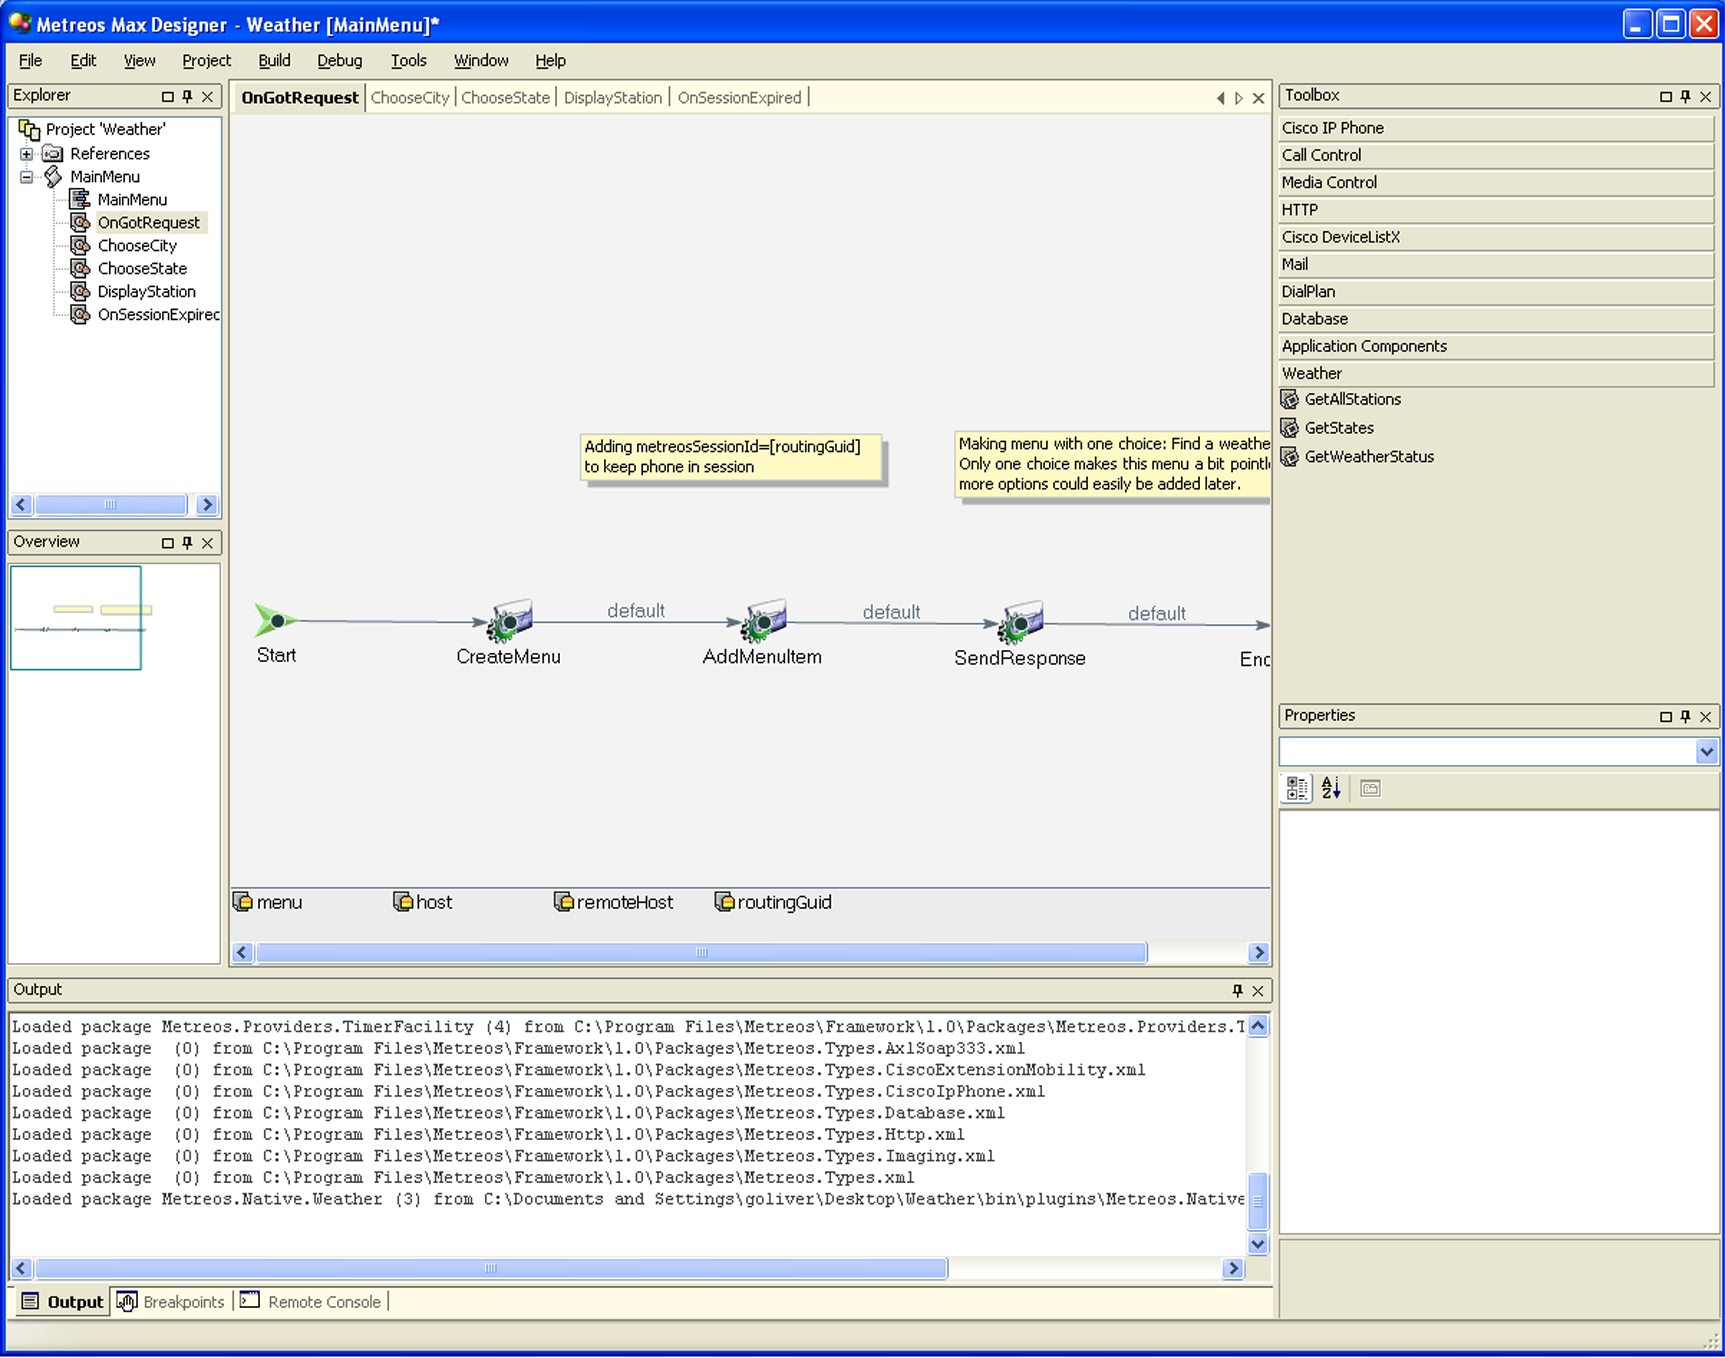 Metreos Max Designer - Weather [MainMenu]*
File Edit View Project Build Debug Tools Window Help
Explorer
Project 'Weather'
References
MainMenu
MainMenu
OnGotRequest
ChooseCity
ChooseState
DisplayStation
OnSessionExpired
Overview
OnGotRequest ChooseCity ChooseState DisplayStation OnSessionExpired
Adding metreosSessionId=[routingGuid]
to keep phone in session
Making menu with one choice: Find a weathe
Only one choice makes this menu a bit pointl
more options could easily be added later.
default default default
Start CreateMenu AddMenuItem SendResponse Enc
menu host remoteHost routingGuid
Toolbox
Cisco IP Phone
Call Control
Media Control
HTTP
Cisco DeviceListX
Mail
DialPlan
Database
Application Components
Weather
GetAllStations
GetStates
GetWeatherStatus
Properties
Output
Loaded package Metreos.Providers.TimerFacility (4) from C:\Program Files\Metreos\Framework\1.0\Packages\Metreos.Providers.T
Loaded package  (0) from C:\Program Files\Metreos\Framework\1.0\Packages\Metreos.Types.AxlSoap333.xml
Loaded package  (0) from C:\Program Files\Metreos\Framework\1.0\Packages\Metreos.Types.CiscoExtensionMobility.xml
Loaded package  (0) from C:\Program Files\Metreos\Framework\1.0\Packages\Metreos.Types.CiscoIpPhone.xml
Loaded package  (0) from C:\Program Files\Metreos\Framework\1.0\Packages\Metreos.Types.Database.xml
Loaded package  (0) from C:\Program Files\Metreos\Framework\1.0\Packages\Metreos.Types.Http.xml
Loaded package  (0) from C:\Program Files\Metreos\Framework\1.0\Packages\Metreos.Types.Imaging.xml
Loaded package  (0) from C:\Program Files\Metreos\Framework\1.0\Packages\Metreos.Types.xml
Loaded package Metreos.Native.Weather (3) from C:\Documents and Settings\goliver\Desktop\Weather\bin\plugins\Metreos.Native
Output Breakpoints Remote Console